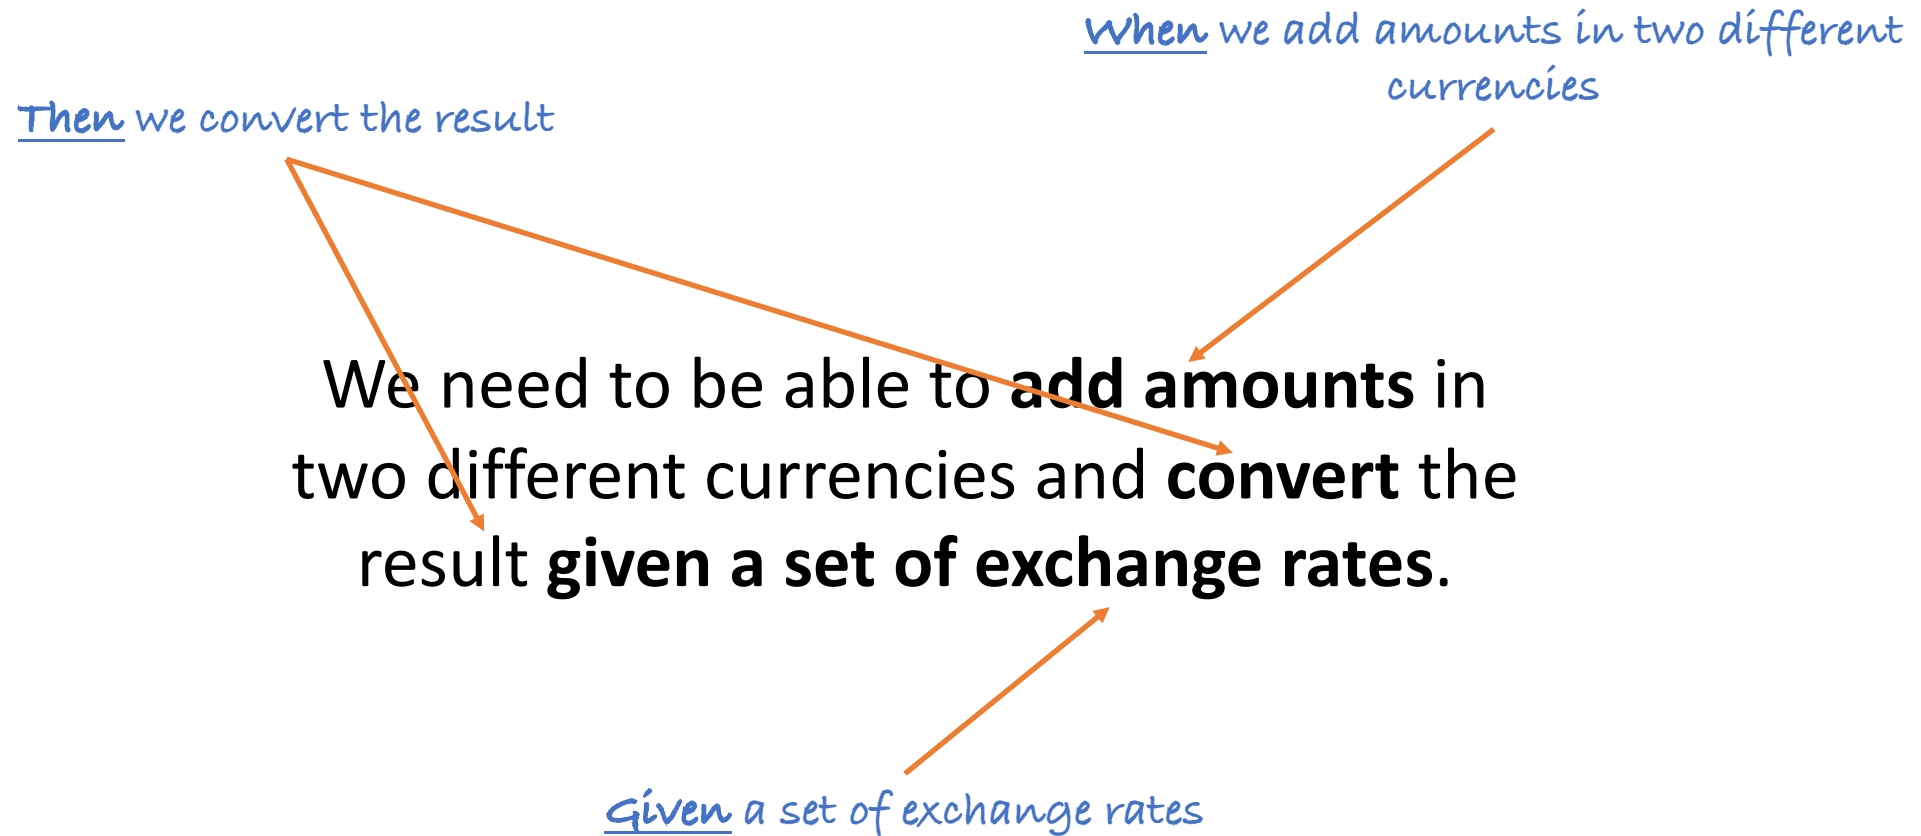 When we add amounts in two different
currencies
Then we convert the result
We need to be able to add amounts in
two different currencies and convert the
result given a set of exchange rates.
Given a set of exchange rates